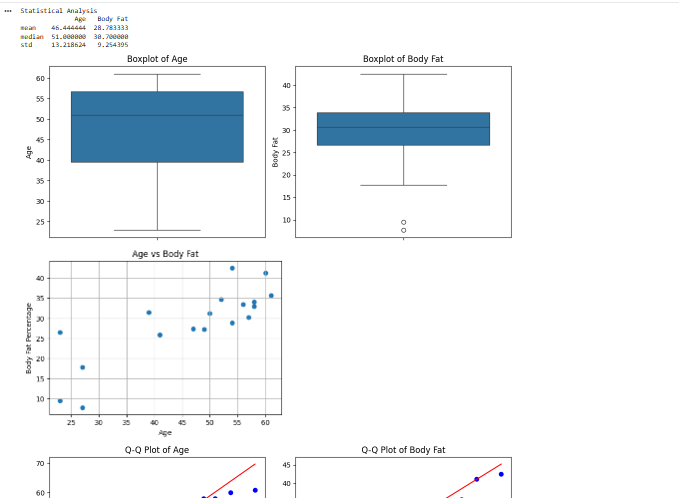 Statistical Analysis
Age Body Fat
mean 46.444444 28.783333
median 51.000000 30.700000
std 13.218624 9.254395
Boxplot of Age
Boxplot of Body Fat
60
55
50
45
40
35
30
25
Age
40
35
30
25
20
15
10
Body Fat
Age vs Body Fat
40
35
30
25
20
15
10
Body Fat Percentage
25 30 35 40 45 50 55 60
Age
Q-Q Plot of Age
Q-Q Plot of Body Fat
70
60
45
40